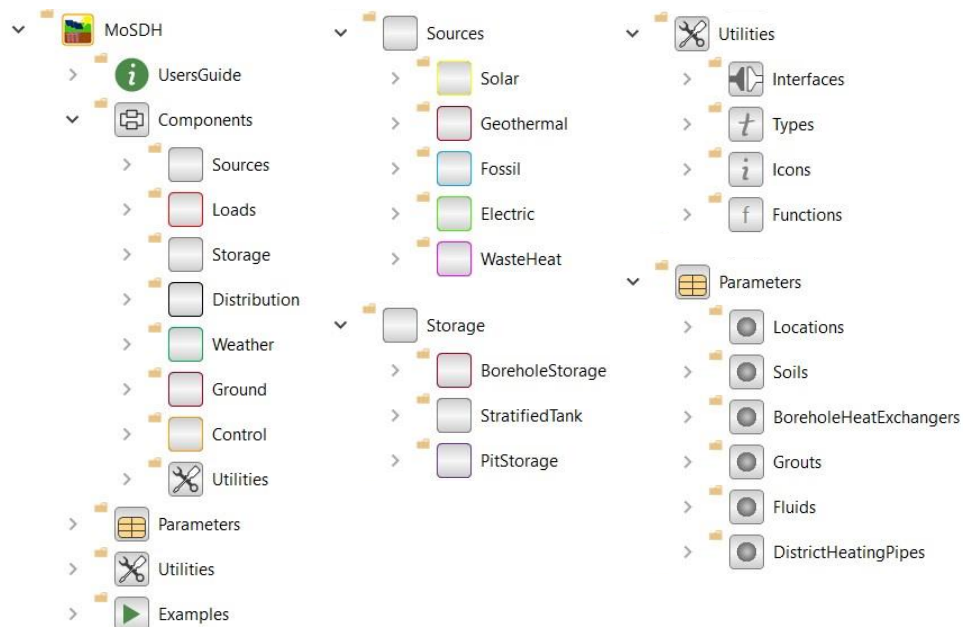 MoSDH
UsersGuide
Components
Sources
Loads
Storage
Distribution
Weather
Ground
Control
Utilities
Parameters
Utilities
Examples
Sources
Solar
Geothermal
Fossil
Electric
WasteHeat
Storage
BoreholeStorage
StratifiedTank
PitStorage
Utilities
Interfaces
Types
Icons
Functions
Parameters
Locations
Soils
BoreholeHeatExchangers
Grouts
Fluids
DistrictHeatingPipes